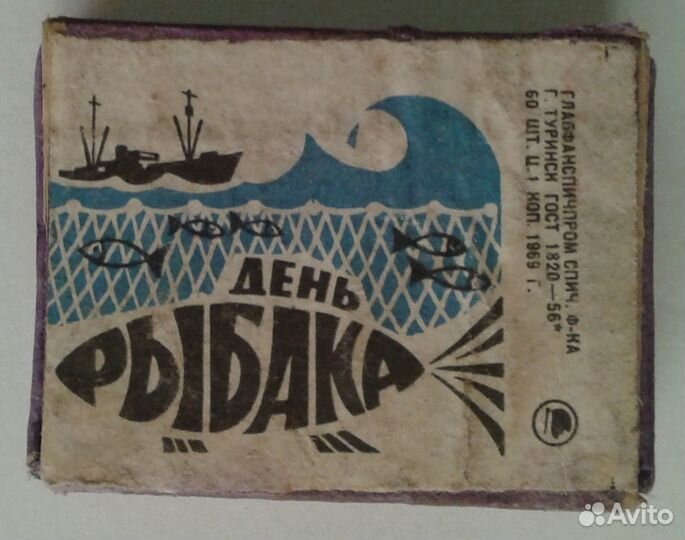 ДЕНЬ
РЫБАКА
ГЛАВФАНСПИЧПРОМ СПИЧ. Ф-КА
Г. ТУРИНСК ГОСТ 1820—56*
60 ШТ. Ц. 1 КОП. 1969 Г.
Avito